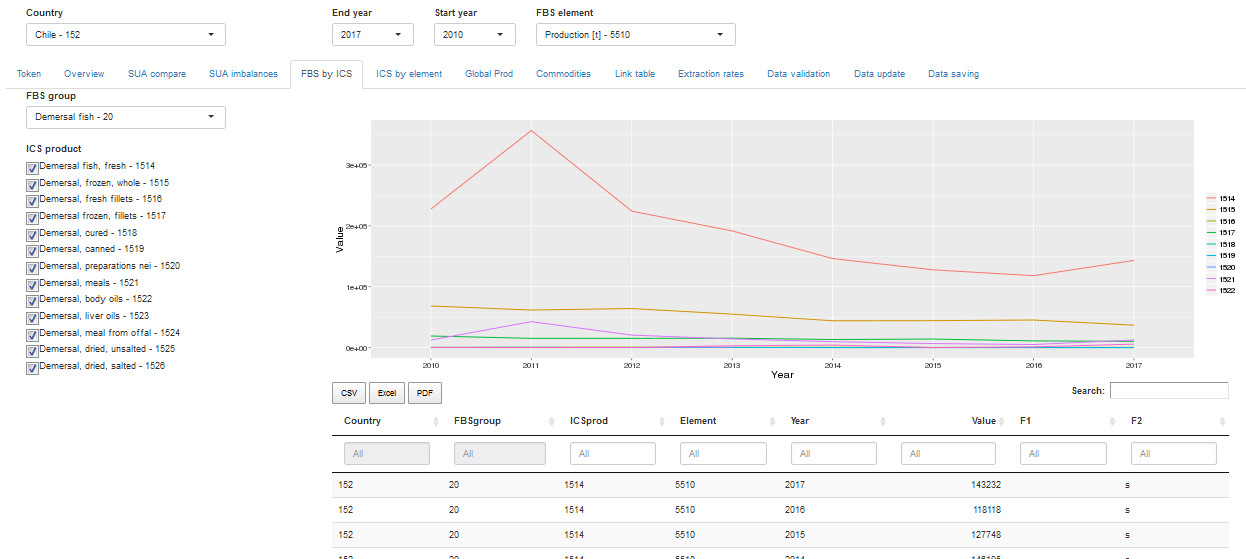 Country End year Start year FBS element
Chile - 152 2017 2010 Production [t] - 5510
Token Overview SUA compare SUA imbalances FBS by ICS ICS by element Global Prod Commodities Link table Extraction rates Data validation Data update Data saving
FBS group
Demersal fish - 20
ICS product
Demersal fish, fresh - 1514
Demersal, frozen, whole - 1515
Demersal, fresh fillets - 1516
Demersal frozen, fillets - 1517
Demersal, cured - 1518
Demersal, canned - 1519
Demersal, preparations nei - 1520
Demersal, meals - 1521
Demersal, body oils - 1522
Demersal, liver oils - 1523
Demersal, meal from offal - 1524
Demersal, dried, unsalted - 1525
Demersal, dried, salted - 1526
Value
3e+05
2e+05
1e+05
0e+00
2010 2011 2012 2013 2014 2015 2016 2017
Year
1514
1515
1516
1517
1518
1519
1520
1521
1522
CSV Excel PDF Search:
Country FBSgroup ICSprod Element Year Value F1 F2
All All All All All All All All
152 20 1514 5510 2017 143232 s
152 20 1514 5510 2016 118118 s
152 20 1514 5510 2015 127748 s
152 20 1514 5510 2014